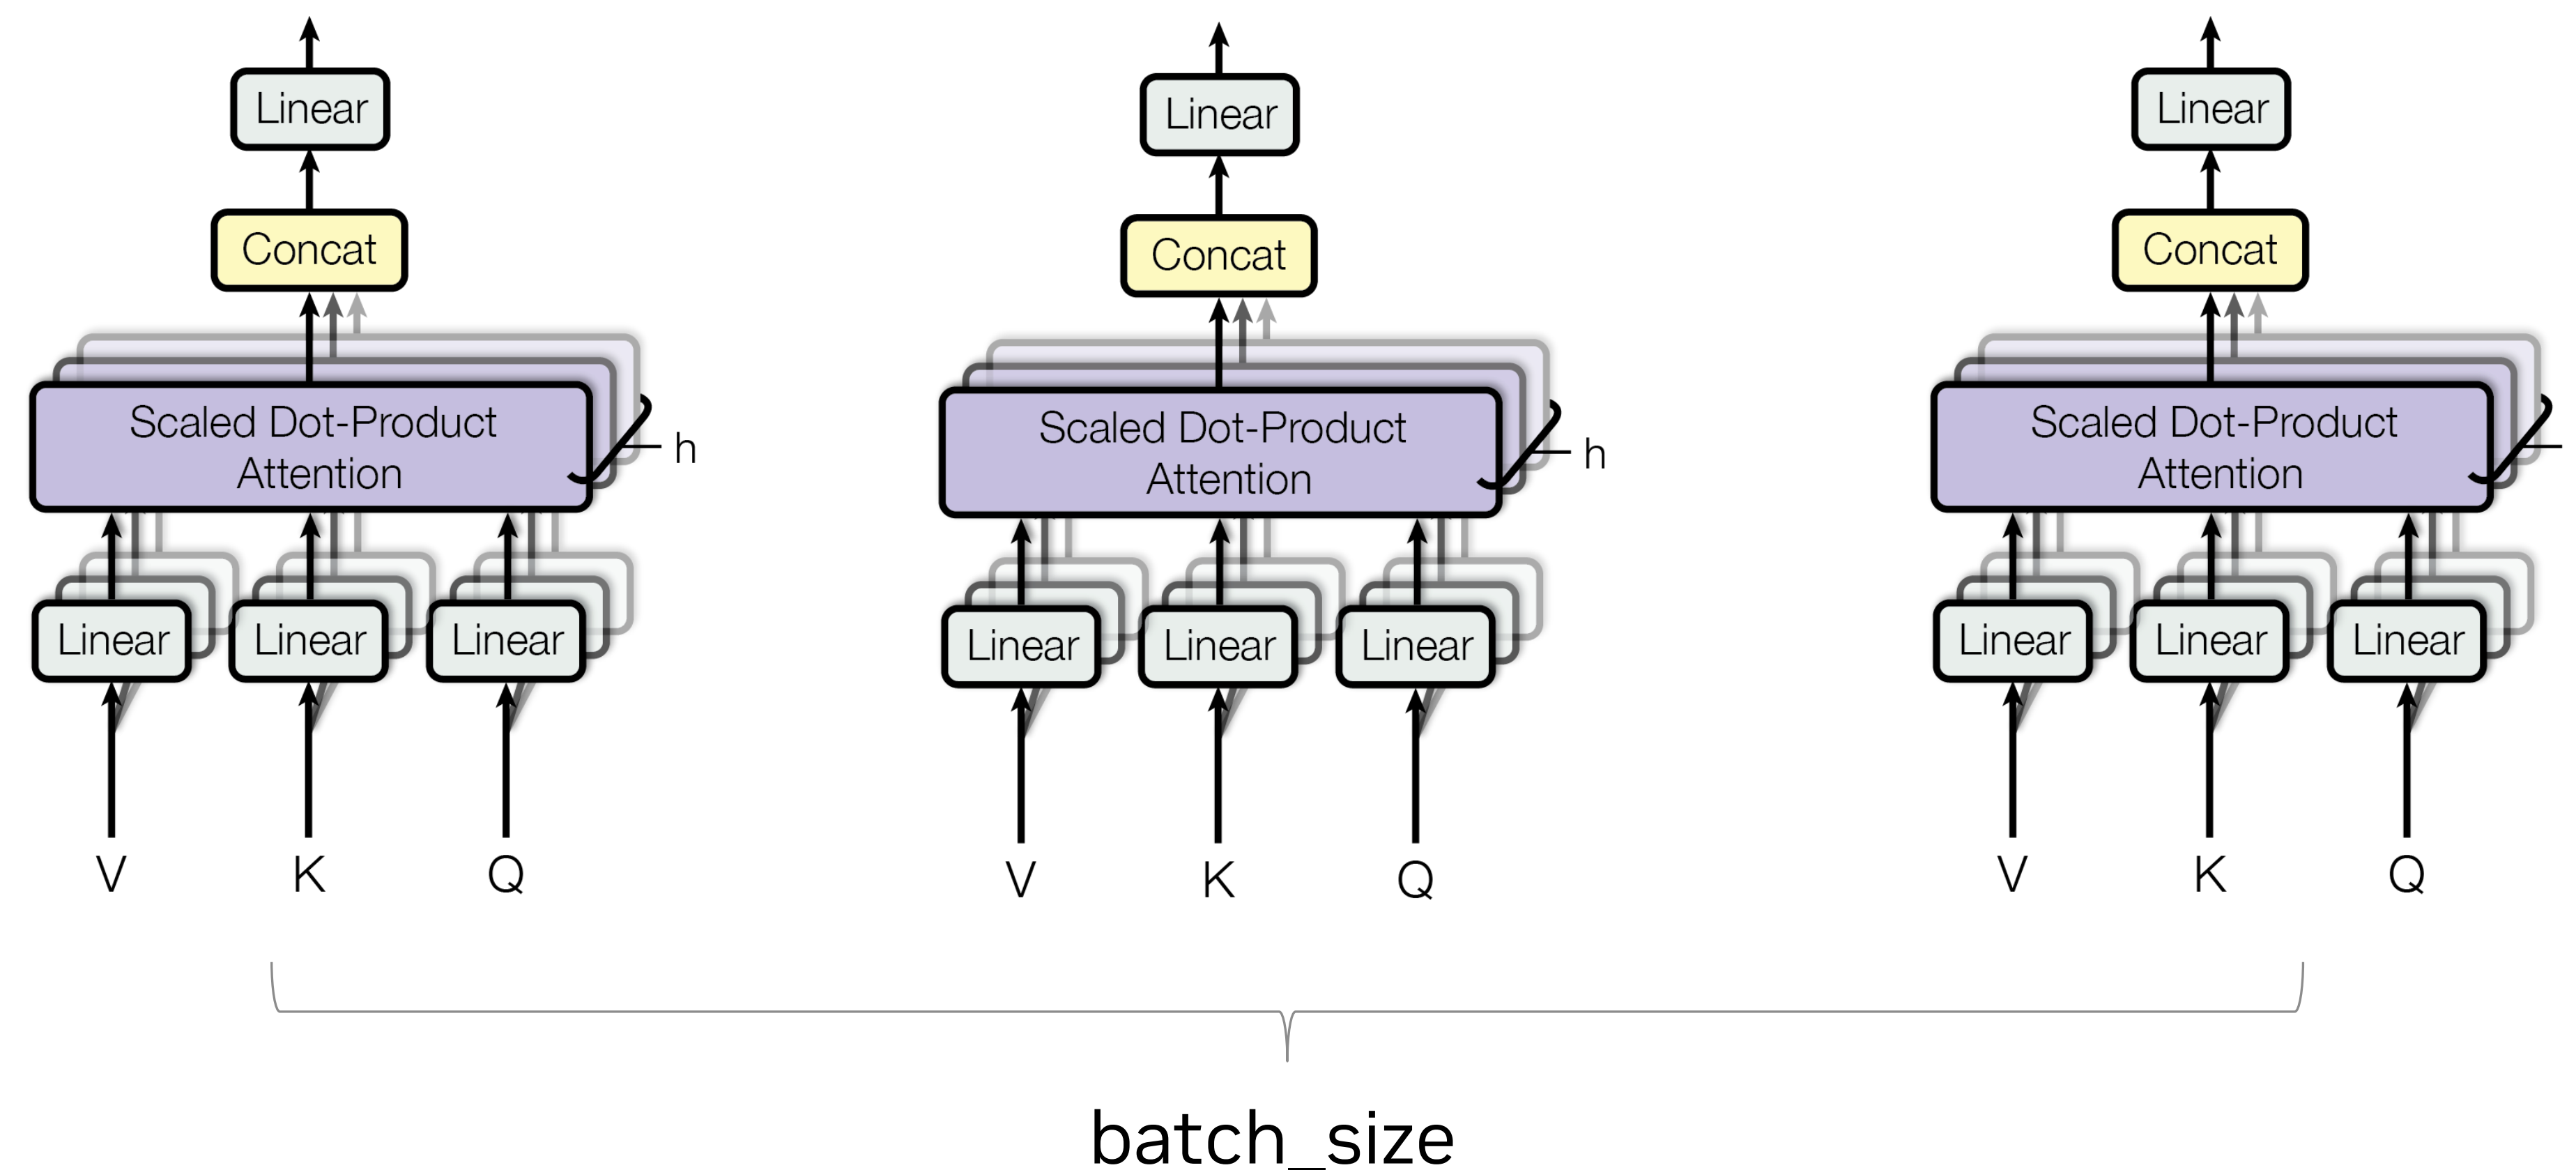 Linear
Concat
Scaled Dot-Product
Attention
h
Linear
Linear
Linear
V
K
Q
Linear
Concat
Scaled Dot-Product
Attention
h
Linear
Linear
Linear
V
K
Q
Linear
Concat
Scaled Dot-Product
Attention
Linear
Linear
Linear
V
K
Q
batch_size